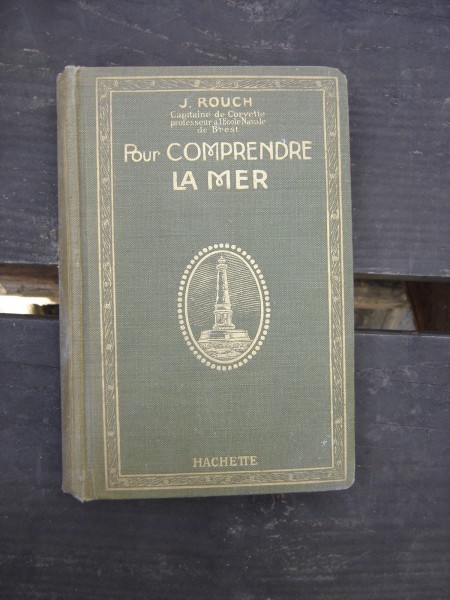 J. ROUCH
Capitaine de Corvette
professeur à l'École Navale
de Brest
Pour COMPRENDRE
LA MER
HACHETTE